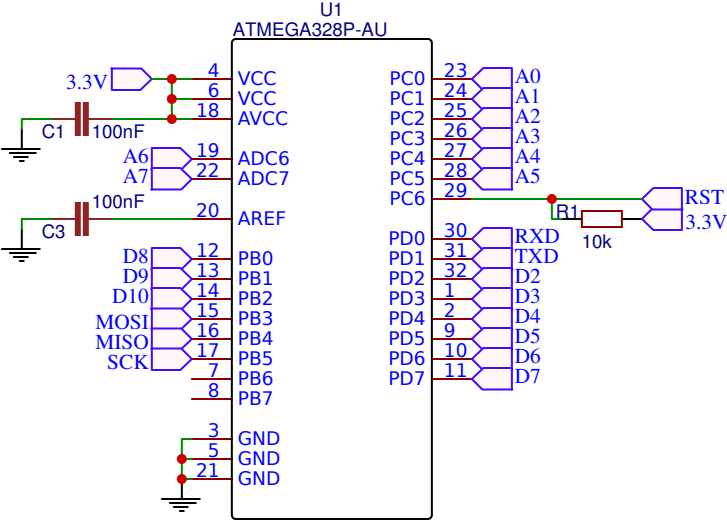 U1
ATMEGA328P-AU
3.3V 4 VCC PC0 23 A0
6 VCC PC1 24 A1
18 AVCC PC2 25 A2
C1 100nF PC3 26 A3
A6 19 ADC6 PC4 27 A4
A7 22 ADC7 PC5 28 A5
100nF PC6 29 RST
C3 20 AREF R1 3.3V
10k
PD0 30 RXD
D8 12 PB0 PD1 31 TXD
D9 13 PB1 PD2 32 D2
D10 14 PB2 PD3 1 D3
MOSI 15 PB3 PD4 2 D4
MISO 16 PB4 PD5 9 D5
SCK 17 PB5 PD6 10 D6
7 PB6 PD7 11 D7
8 PB7
3 GND
5 GND
21 GND